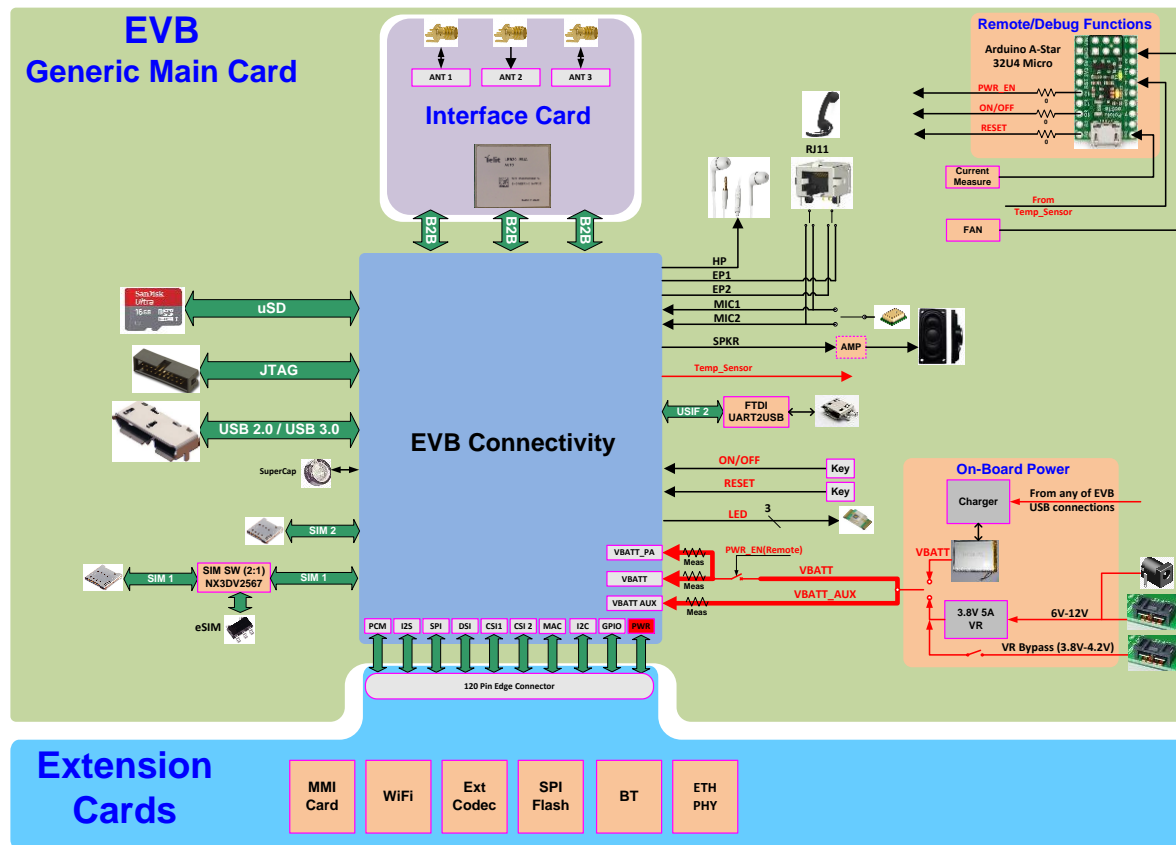 EVB
Generic Main Card
ANT 1
ANT 2
ANT 3
Interface Card
Telit
B2B
B2B
B2B
Remote/Debug Functions
Arduino A-Star
32U4 Micro
PWR_EN
0
ON/OFF
0
RESET
0
Current
Measure
From
Temp_Sensor
FAN
RJ11
HP
EP1
EP2
MIC1
MIC2
SPKR
AMP
Temp_Sensor
USIF 2
FTDI
UART2USB
ON/OFF
Key
RESET
Key
LED
3
SanDisk
Ultra
16GB
uSD
JTAG
USB 2.0 / USB 3.0
SuperCap
SIM 2
SIM 1
SIM SW (2:1)
NX3DV2567
SIM 1
eSIM
EVB Connectivity
VBATT_PA
Meas
VBATT
Meas
VBATT AUX
Meas
PWR_EN(Remote)
VBATT
VBATT_AUX
On-Board Power
Charger
From any of EVB
USB connections
VBATT
3.8V 5A
VR
6V-12V
VR Bypass (3.8V-4.2V)
PCM
I2S
SPI
DSI
CSI1
CSI 2
MAC
I2C
GPIO
PWR
120 Pin Edge Connector
Extension
Cards
MMI
Card
WiFi
Ext
Codec
SPI
Flash
BT
ETH
PHY